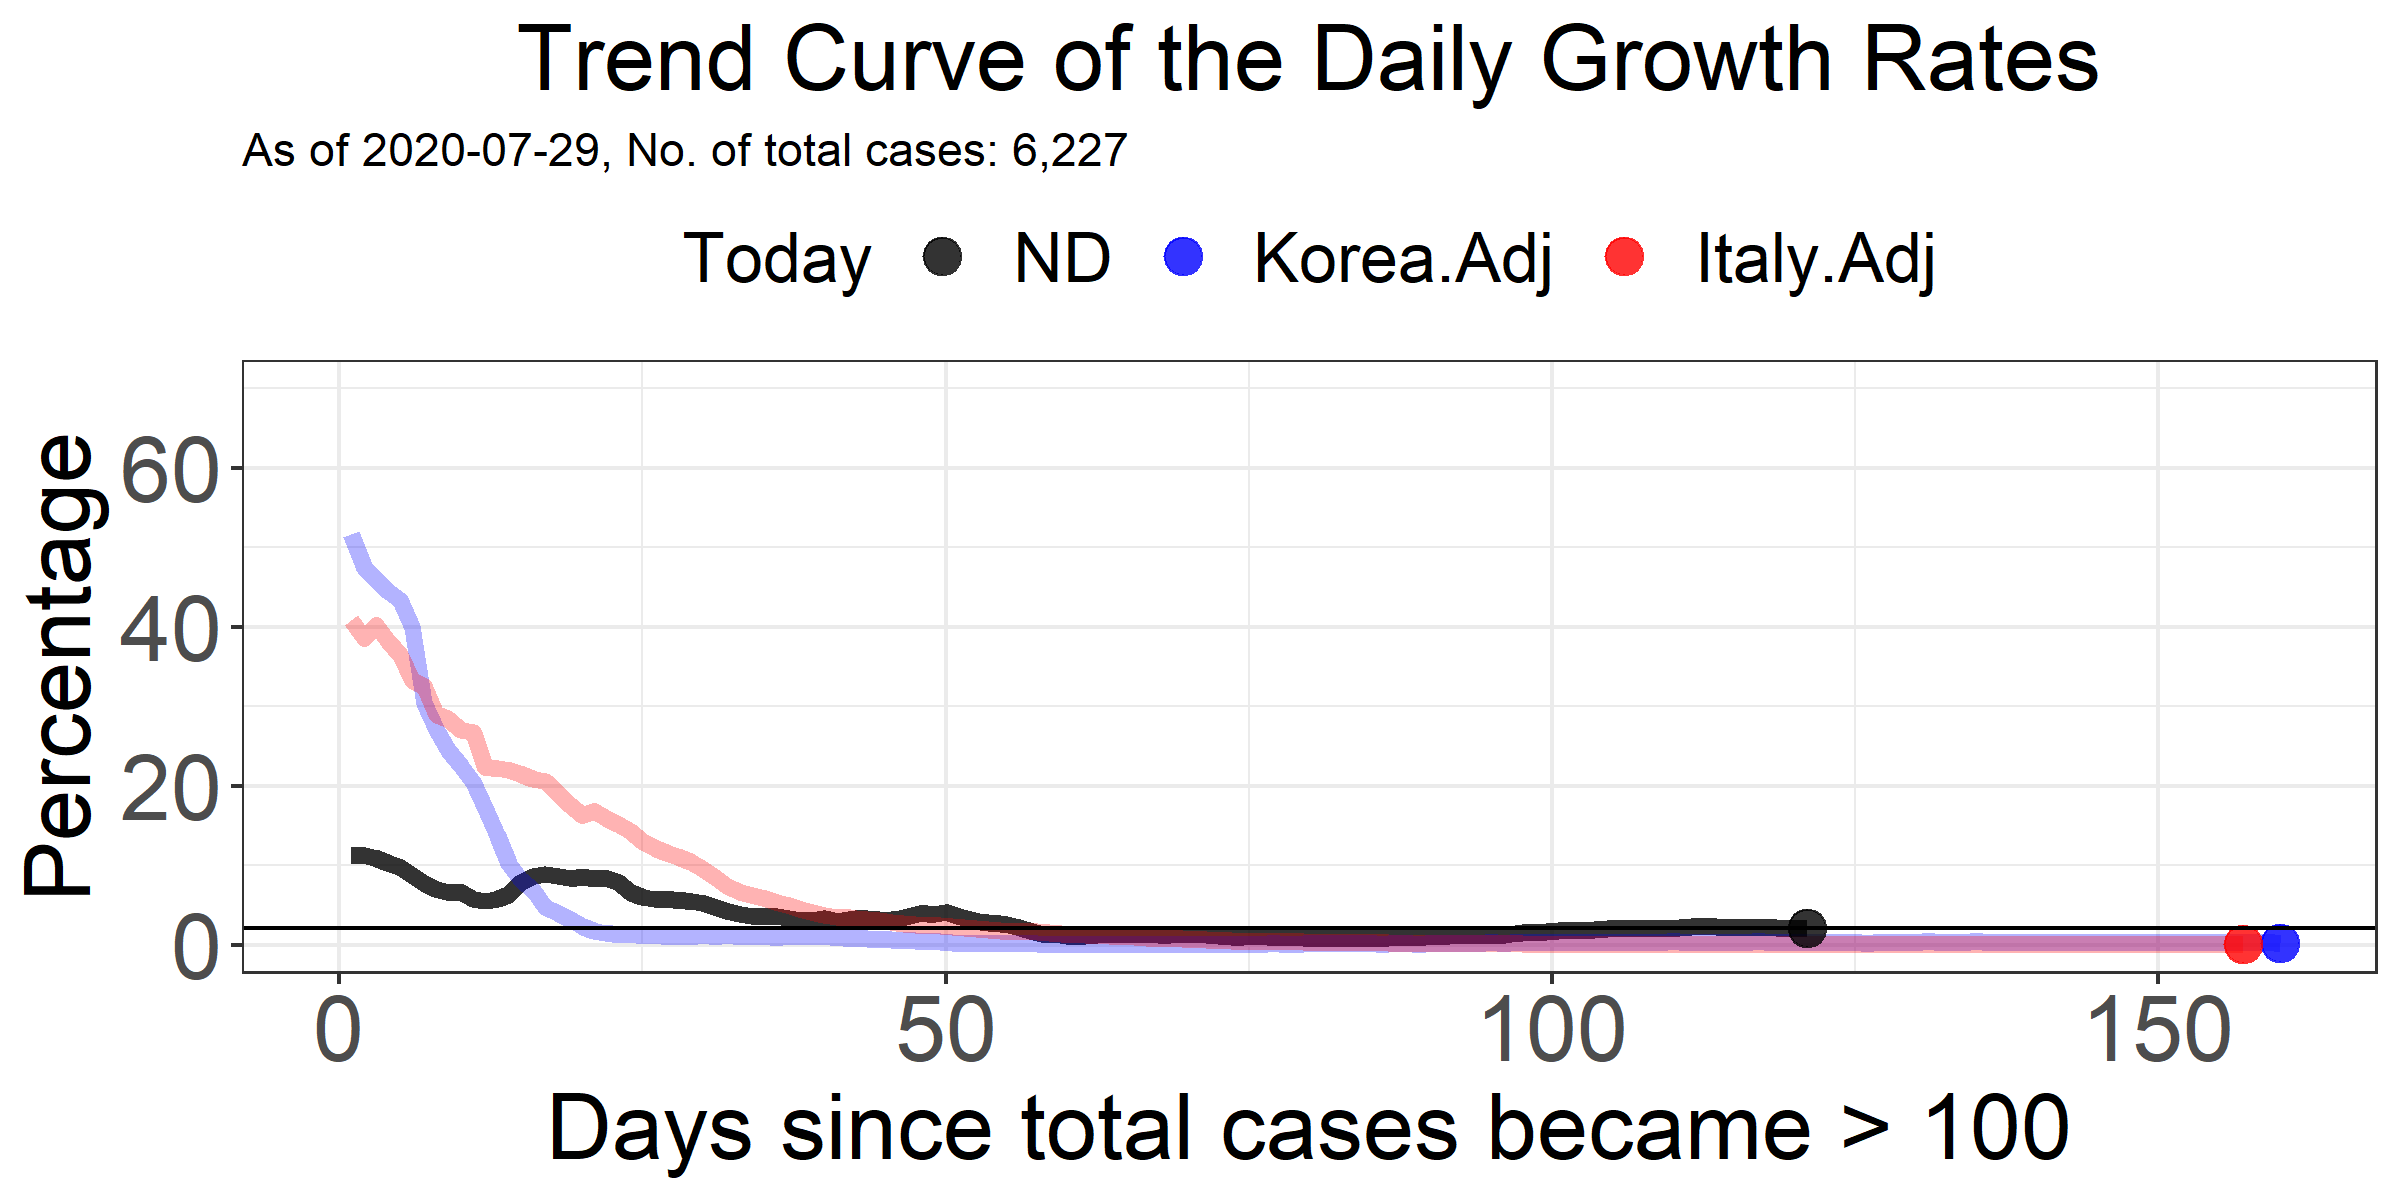 Trend Curve of the Daily Growth Rates
As of 2020-07-29, No. of total cases: 6,227
Today ND Korea.Adj Italy.Adj
Percentage
60
40
20
0
0 50 100 150
Days since total cases became > 100